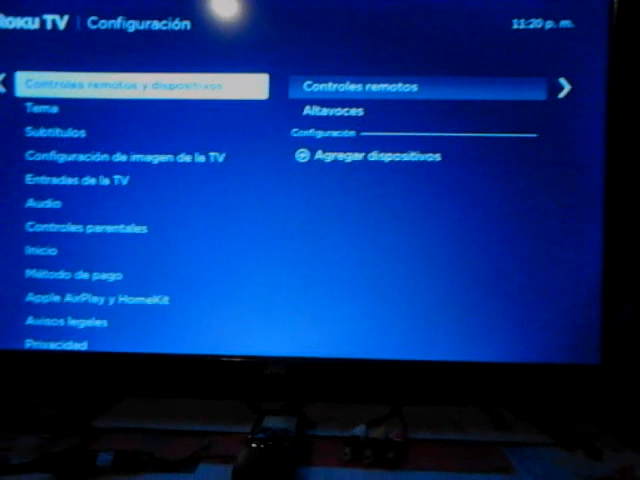 Roku TV | Configuración
11:20 p. m.
Controles remotos y dispositivos
Tema
Subtítulos
Configuración de imagen de la TV
Entradas de la TV
Audio
Controles parentales
Inicio
Método de pago
Apple AirPlay y HomeKit
Avisos legales
Privacidad
Controles remotos
Altavoces
Configuración
Agregar dispositivos